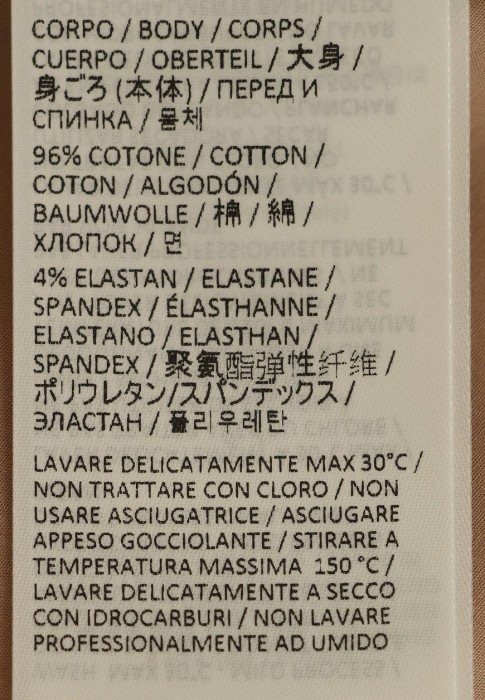 CORPO / BODY / CORPS /
CUERPO / OBERTEIL / 大身 /
身ごろ (本体) / ПЕРЕД И
СПИНКА / 몸체
96% COTONE / COTTON /
COTON / ALGODÓN /
BAUMWOLLE / 棉 / 綿 /
ХЛОПОК / 면
4% ELASTAN / ELASTANE /
SPANDEX / ÉLASTHANNE /
ELASTANO / ELASTHAN /
SPANDEX / 聚氨酯弹性纤维 /
ポリウレタン/スパンデックス /
ЭЛАСТАН / 폴리우레탄
LAVARE DELICATAMENTE MAX 30°C /
NON TRATTARE CON CLORO / NON
USARE ASCIUGATRICE / ASCIUGARE
APPESO GOCCIOLANTE / STIRARE A
TEMPERATURA MASSIMA 150 °C /
LAVARE DELICATAMENTE A SECCO
CON IDROCARBURI / NON LAVARE
PROFESSIONALMENTE AD UMIDO